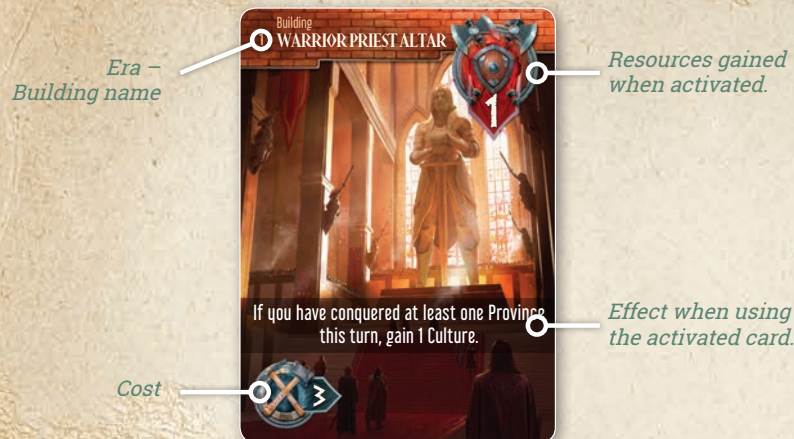 Building
1 WARRIOR PRIEST ALTAR
1
Era –
Building name
Resources gained
when activated.
If you have conquered at least one Province
this turn, gain 1 Culture.
Effect when using
the activated card.
Cost
3